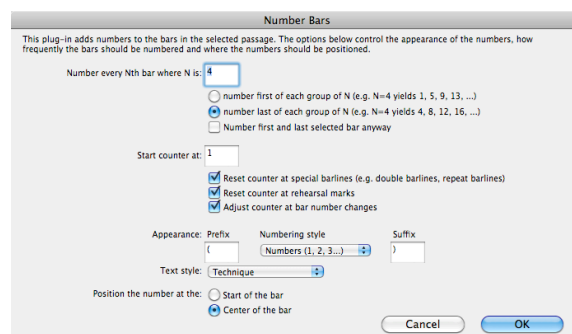 Number Bars
This plug-in adds numbers to the bars in the selected passage. The options below control the appearance of the numbers, how
frequently the bars should be numbered and where the numbers should be positioned.
Number every Nth bar where N is: 4
number first of each group of N (e.g. N=4 yields 1, 5, 9, 13, ...)
number last of each group of N (e.g. N=4 yields 4, 8, 12, 16, ...)
Number first and last selected bar anyway
Start counter at: 1
Reset counter at special barlines (e.g. double barlines, repeat barlines)
Reset counter at rehearsal marks
Adjust counter at bar number changes
Appearance: Prefix Numbering style Suffix
( Numbers (1, 2, 3...) )
Text style: Technique
Position the number at the: Start of the bar
Center of the bar
Cancel OK